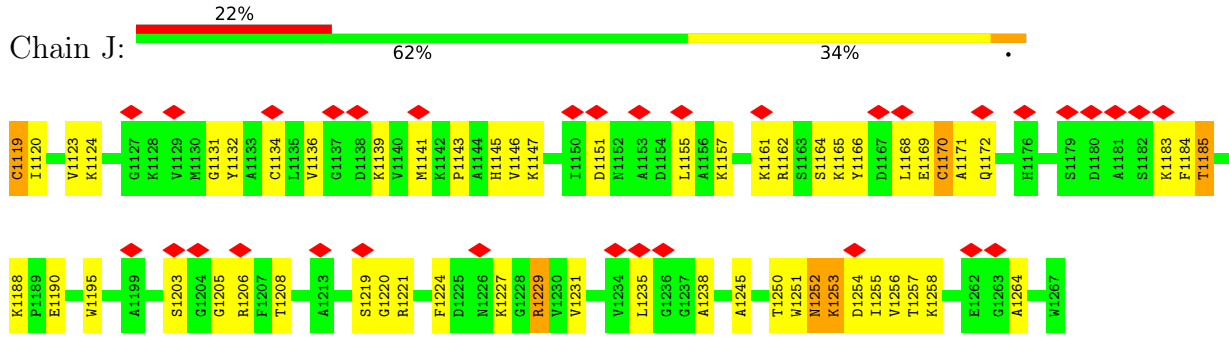 Chain J:
22%
62%
34%
•
C1119 I1120 V1123 K1124 G1127 K1128 V1129 M1130 G1131 Y1132 A1133 C1134 L1135 V1136 G1137 D1138 K1139 V1140 M1141 K1142 P1143 A1144 H1145 V1146 K1147 I1150 D1151 N1152 A1153 D1154 L1155 A1156 K1157 K1161 R1162 S1163 S1164 K1165 Y1166 D1167 L1168 E1169 C1170 A1171 Q1172 H1176 S1179 D1180 A1181 S1182 K1183 F1184 T1185
K1188 P1189 E1190 W1195 A1199 S1203 G1204 G1205 R1206 F1207 T1208 A1213 S1219 G1220 R1221 F1224 D1225 N1226 K1227 G1228 R1229 V1230 V1231 V1234 L1235 G1236 G1237 A1238 A1245 T1250 W1251 N1252 K1253 D1254 I1255 V1256 T1257 K1258 E1262 G1263 A1264 W1267